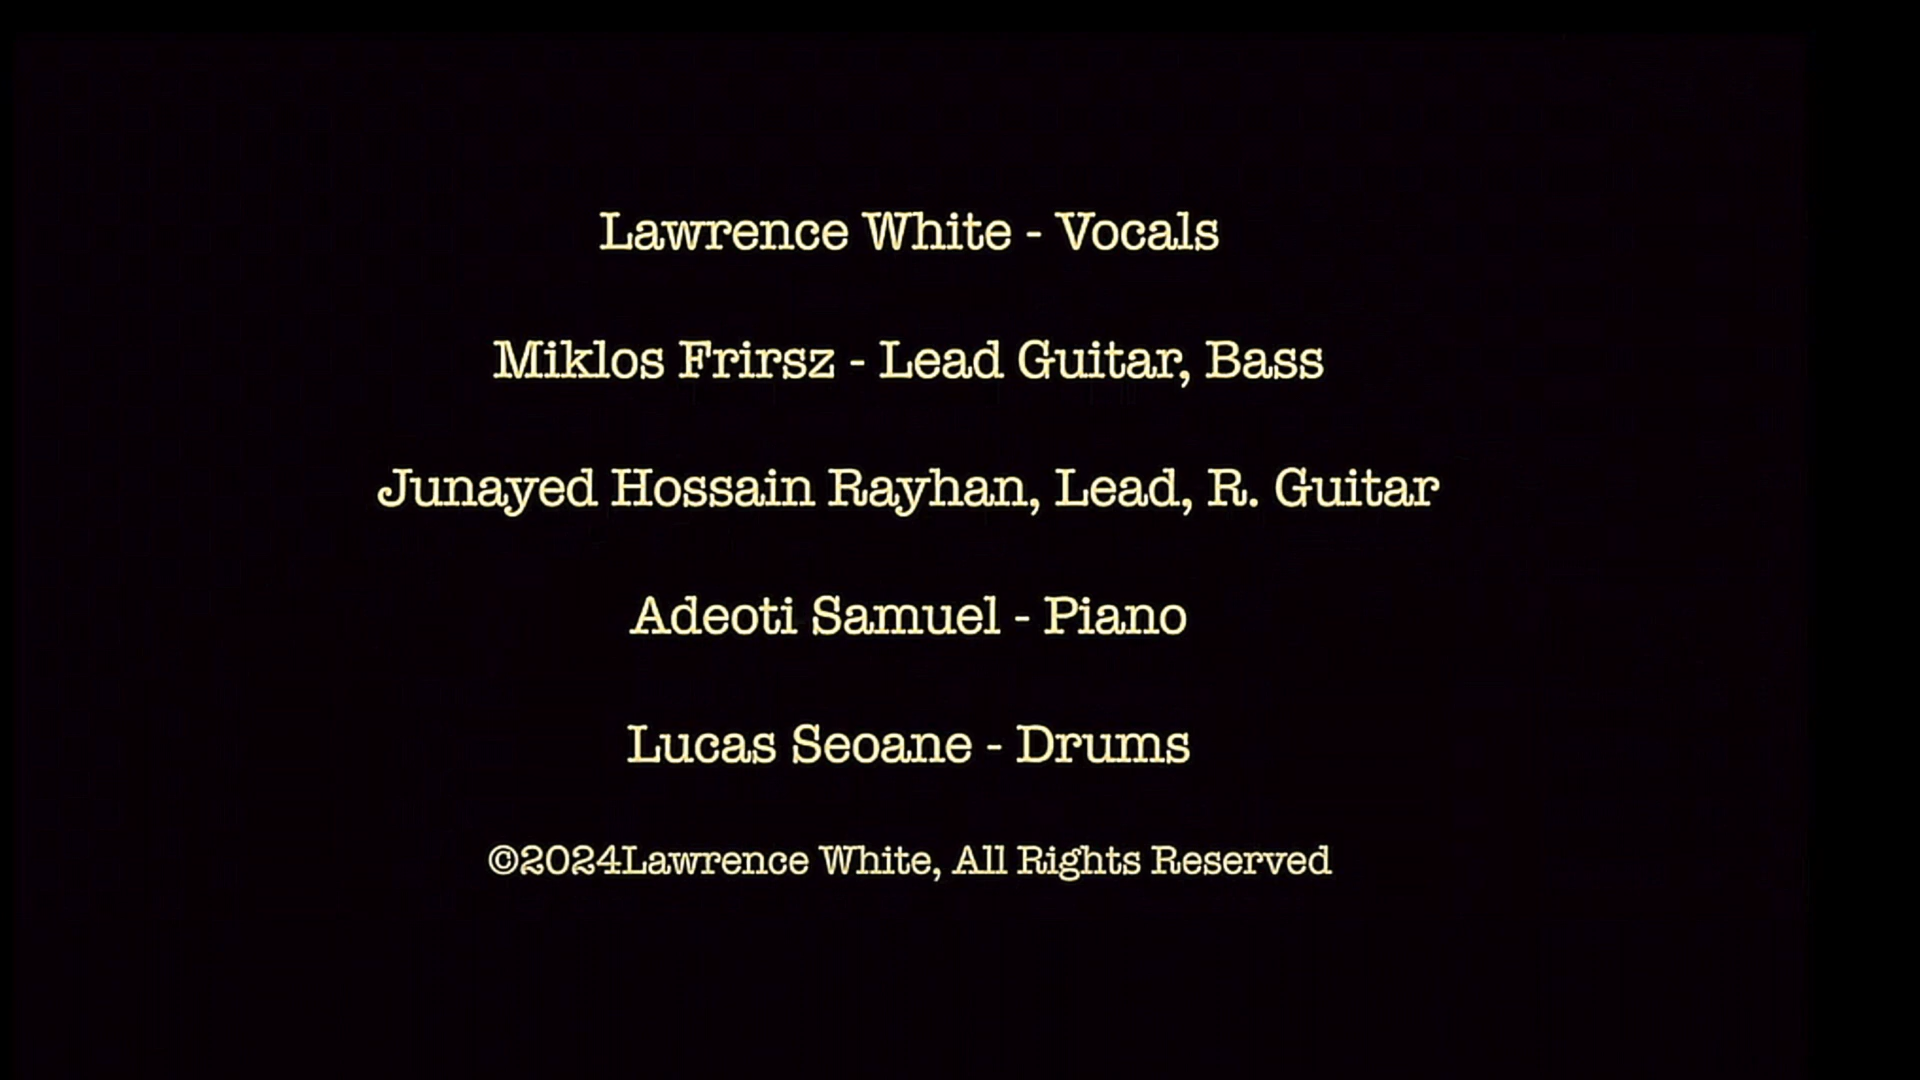 Lawrence White - Vocals
Miklos Frirsz - Lead Guitar, Bass
Junayed Hossain Rayhan, Lead, R. Guitar
Adeoti Samuel - Piano
Lucas Seoane - Drums
©2024Lawrence White, All Rights Reserved